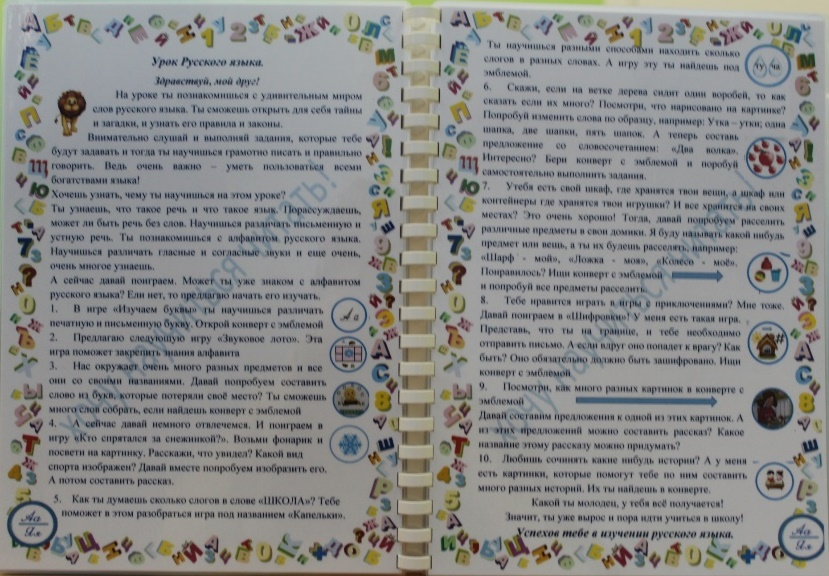 Урок Русского языка.
Здравствуй, мой друг!
На уроке ты познакомишься с удивительным миром
слов русского языка. Ты сможешь открыть для себя тайны
и загадки, и узнать его правила и законы.
Внимательно слушай и выполняй задания, которые тебе
будут задавать и тогда ты научишься грамотно писать и правильно
говорить. Ведь очень важно – уметь пользоваться всеми
богатствами языка!
Хочешь узнать, чему ты научишься на этом уроке?
Ты узнаешь, что такое речь и что такое язык. Порассуждаешь,
может ли быть речь без слов. Научишься различать письменную и
устную речь. Ты познакомишься с алфавитом русского языка.
Научишься различать гласные и согласные звуки и еще очень,
очень многое узнаешь.
А сейчас давай поиграем. Может ты уже знаком с алфавитом
русского языка? Ели нет, то предлагаю начать его изучать.
1. В игре «Изучаем буквы» ты научишься различать
печатную и письменную букву. Открой конверт с эмблемой
Аа
2. Предлагаю следующую игру «Звуковое лото». Эта
игра поможет закрепить знания алфавита
3. Нас окружает очень много разных предметов и все
они со своими названиями. Давай попробуем составить
слово из букв, которые потеряли своё место? Ты сможешь
много слов собрать, если найдешь конверт с эмблемой
4. А сейчас давай немного отвлечемся. И поиграем в
игру «Кто спрятался за снежинкой?». Возьми фонарик и
посвети на картинку. Расскажи, что увидел? Какой вид
спорта изображен? Давай вместе попробуем изобразить его.
А потом составить рассказ.
5. Как ты думаешь сколько слогов в слове «ШКОЛА»? Тебе
поможет в этом разобраться игра под названием «Капельки».
Аа
Яя
Ты научишься разными способами находить сколько
слогов в разных словах. А игру эту ты найдешь под
эмблемой.
ту ча
6. Скажи, если на ветке дерева сидит один воробей, то как
сказать если их много? Посмотри, что нарисовано на картинке?
Попробуй изменить слова по образцу, например: Утка – утки; одна
шапка, две шапки, пять шапок. А теперь составь
предложение со словосочетанием: «Два волка».
Интересно? Бери конверт с эмблемой и поробуй
самостоятельно выполнить задания.
7. Утебя есть свой шкаф, где хранятся твои вещи, а шкаф или
контейнеры где хранятся твои игрушки? И все хранятся на своих
местах? Это очень хорошо! Тогда, давай попробуем расселить
различные предметы в свои домики. Я буду называть какой нибудь
предмет или вещь, а ты их будешь расселять, например:
«Шарф - мой», «Ложка - моя», «Колесо - моё».
Понравилось? Ищи конверт с эмблемой
и попробуй все предметы расселить.
8. Тебе нравится играть в игры с приключениями? Мне тоже.
Давай поиграем в «Шифровки»! У меня есть такая игра.
Представь, что ты на границе, и тебе необходимо
отправить письмо. А если вдруг оно попадет к врагу? Как
быть? Оно обязательно должно быть зашифровано. Ищи
конверт с эмблемой
9. Посмотри, как много разных картинок в конверте с
эмблемой
Давай составим предложения к одной из этих картинок. А
из этих предложений можно составить рассказ? Какое
название этому рассказу можно придумать?
10. Любишь сочинять какие нибудь истории? А у меня
есть картинки, которые помогут тебе по ним составить
много разных историй. Их ты найдешь в конверте.
Какой ты молодец, у тебя всё получается!
Значит, ты уже вырос и пора идти учиться в школу!
Успехов тебе в изучении русского языка.
Аа
Яя